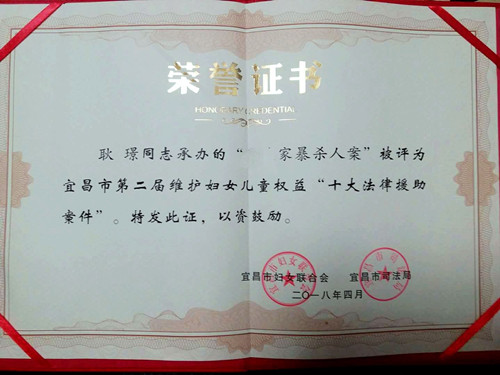 荣誉证书
HONORARY CREDENTIAL
耿 璟同志承办的“ 家暴杀人案”被评为
宜昌市第二届维护妇女儿童权益“十大法律援助
案件”。特发此证，以资鼓励。
宜昌市妇女联合会 宜昌市司法局
二〇一八年四月